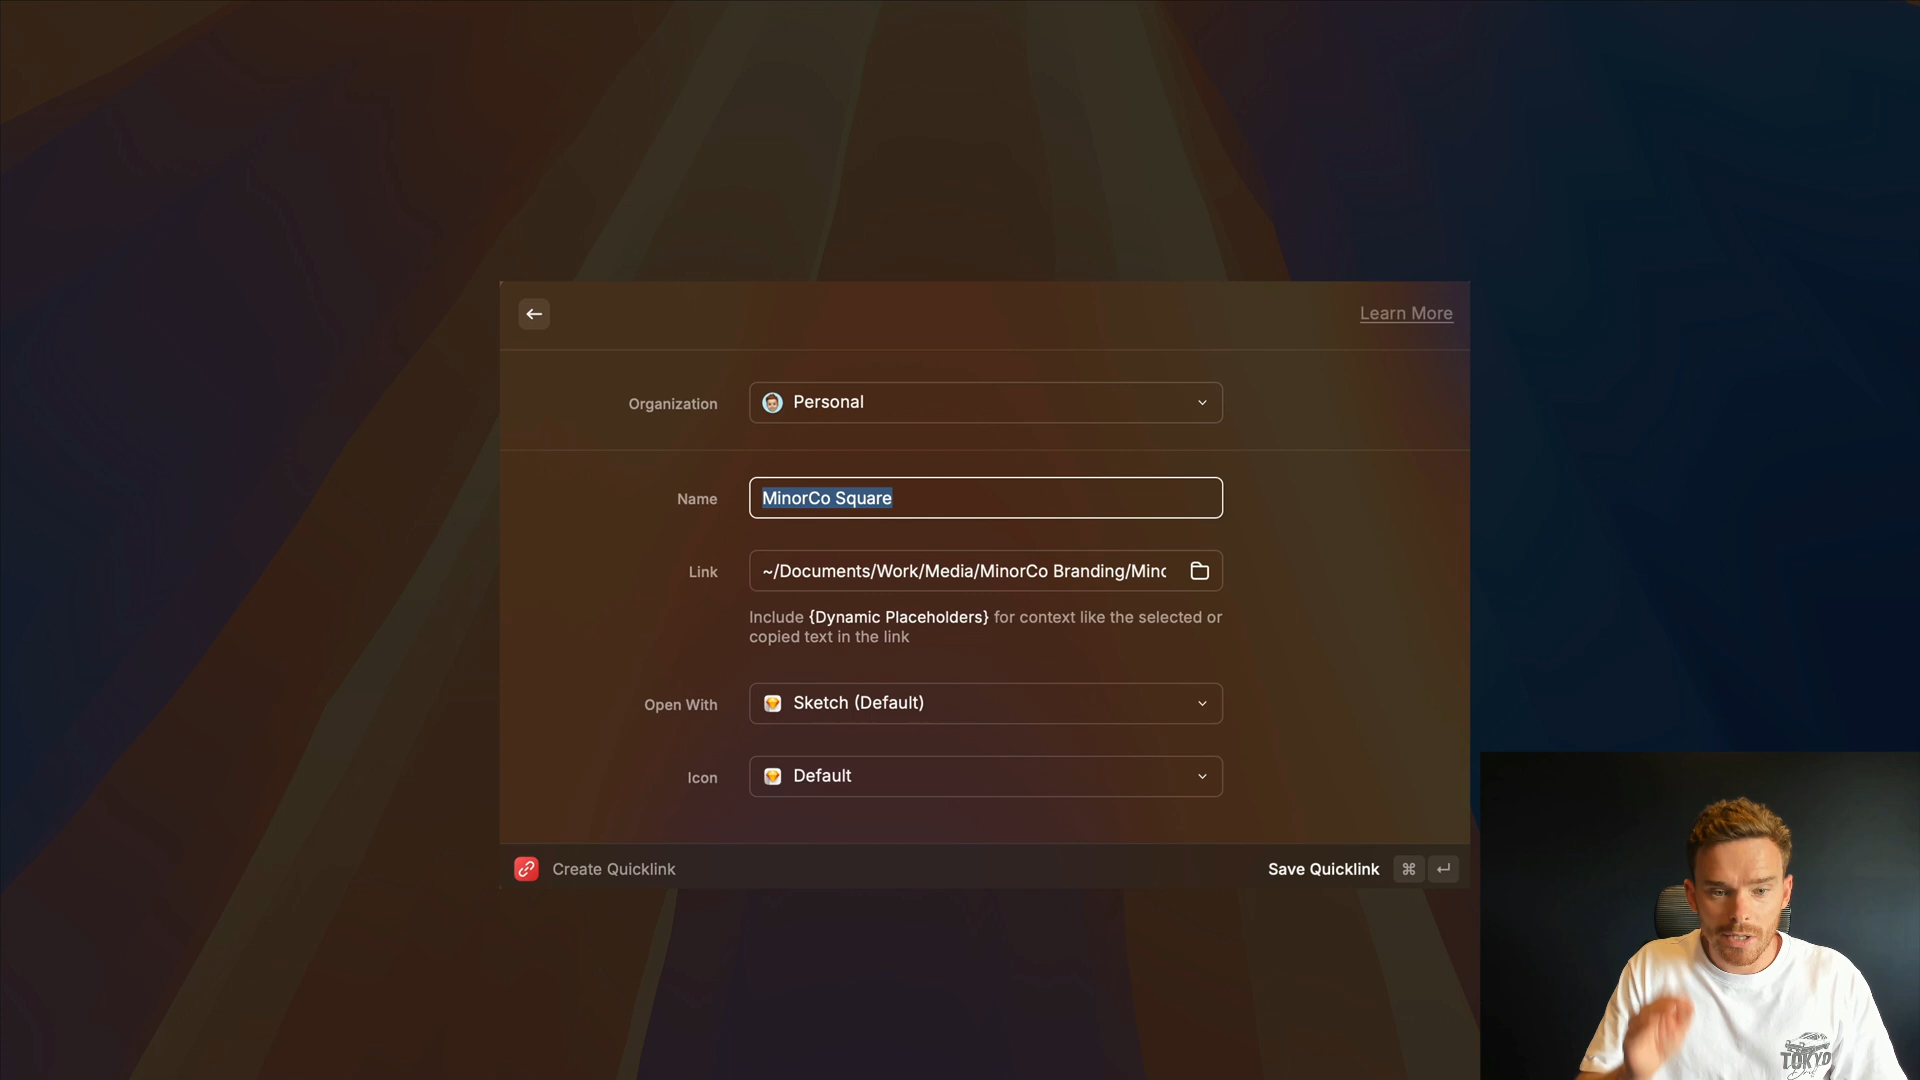 Learn More
Organization
Personal
Name
MinorCo Square
Link
~/Documents/Work/Media/MinorCo Branding/Minc
Include {Dynamic Placeholders} for context like the selected or
copied text in the link
Open With
Sketch (Default)
Icon
Default
Create Quicklink
Save Quicklink ⌘ ↵
TOKYO